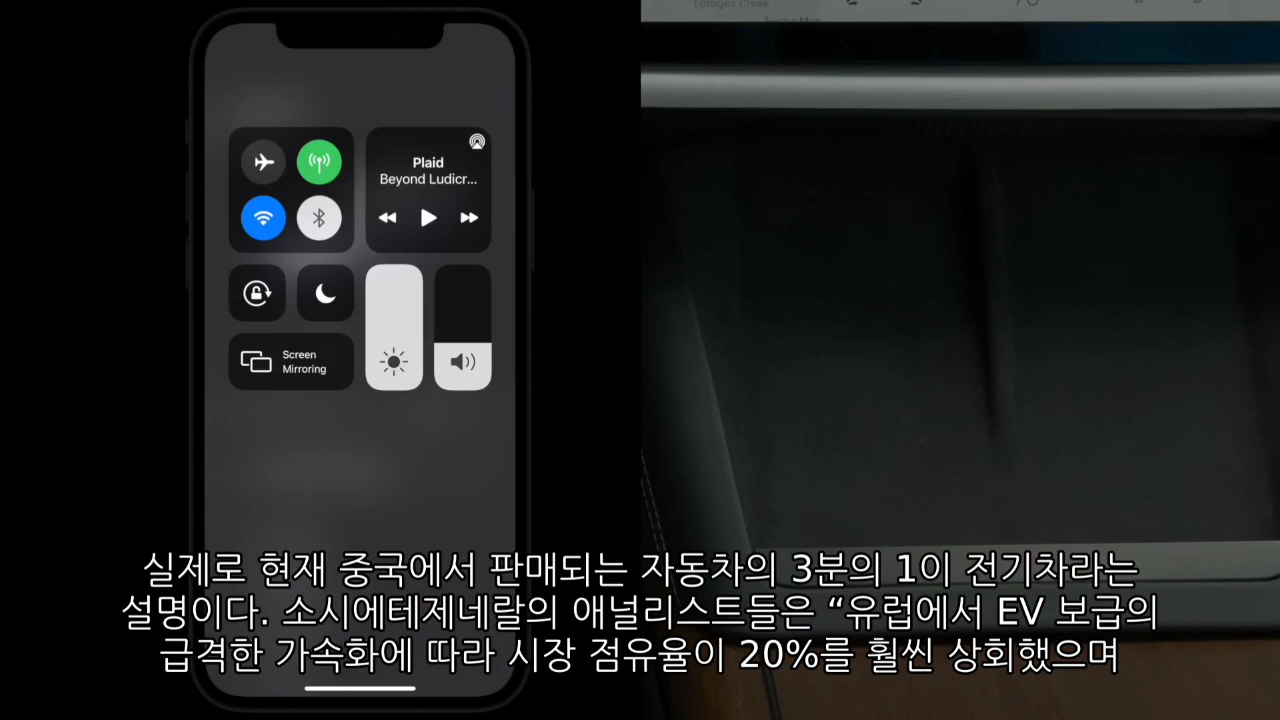 Plaid
Beyond Ludicr...
Screen
Mirroring
실제로 현재 중국에서 판매되는 자동차의 3분의 1이 전기차라는
설명이다. 소시에테제네랄의 애널리스트들은 “유럽에서 EV 보급의
급격한 가속화에 따라 시장 점유율이 20%를 훨씬 상회했으며